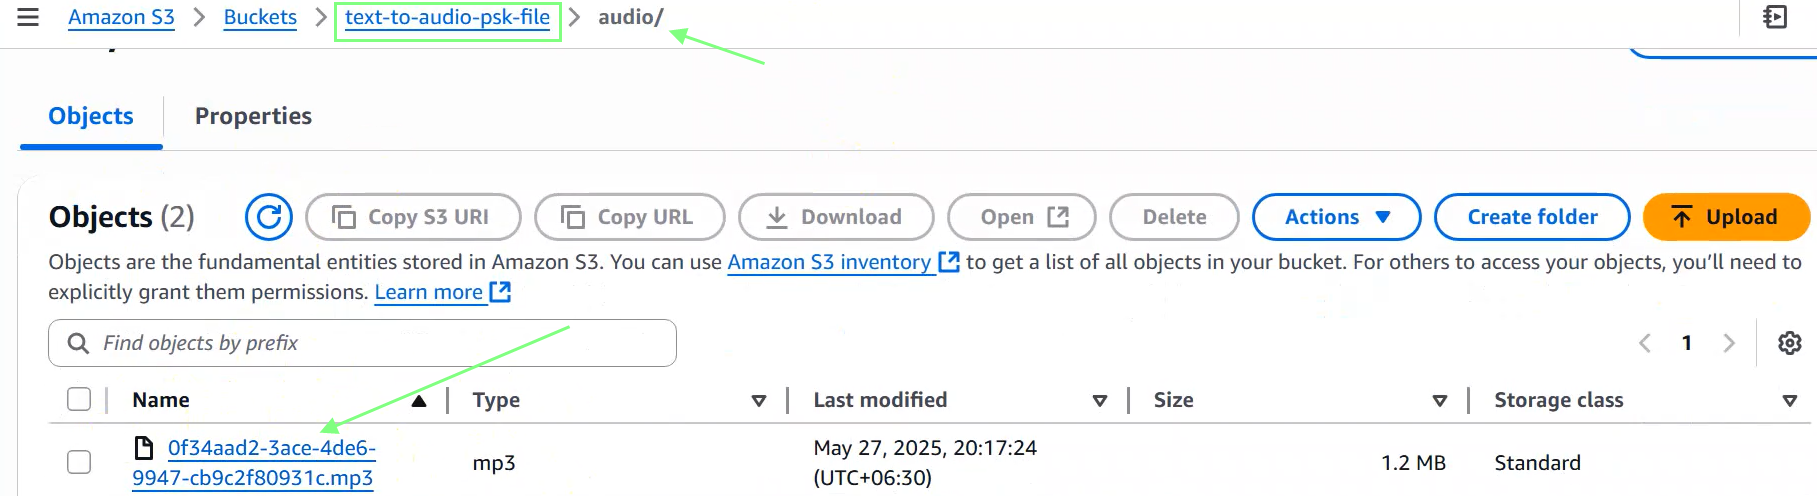 Amazon S3 > Buckets > text-to-audio-psk-file > audio/
Objects Properties
Objects (2) Copy S3 URI Copy URL Download Open Delete Actions Create folder Upload
Objects are the fundamental entities stored in Amazon S3. You can use Amazon S3 inventory to get a list of all objects in your bucket. For others to access your objects, you'll need to
explicitly grant them permissions. Learn more
Find objects by prefix 1
Name Type Last modified Size Storage class
0f34aad2-3ace-4de6- May 27, 2025, 20:17:24
mp3 1.2 MB Standard
9947-cb9c2f80931c.mp3 (UTC+06:30)